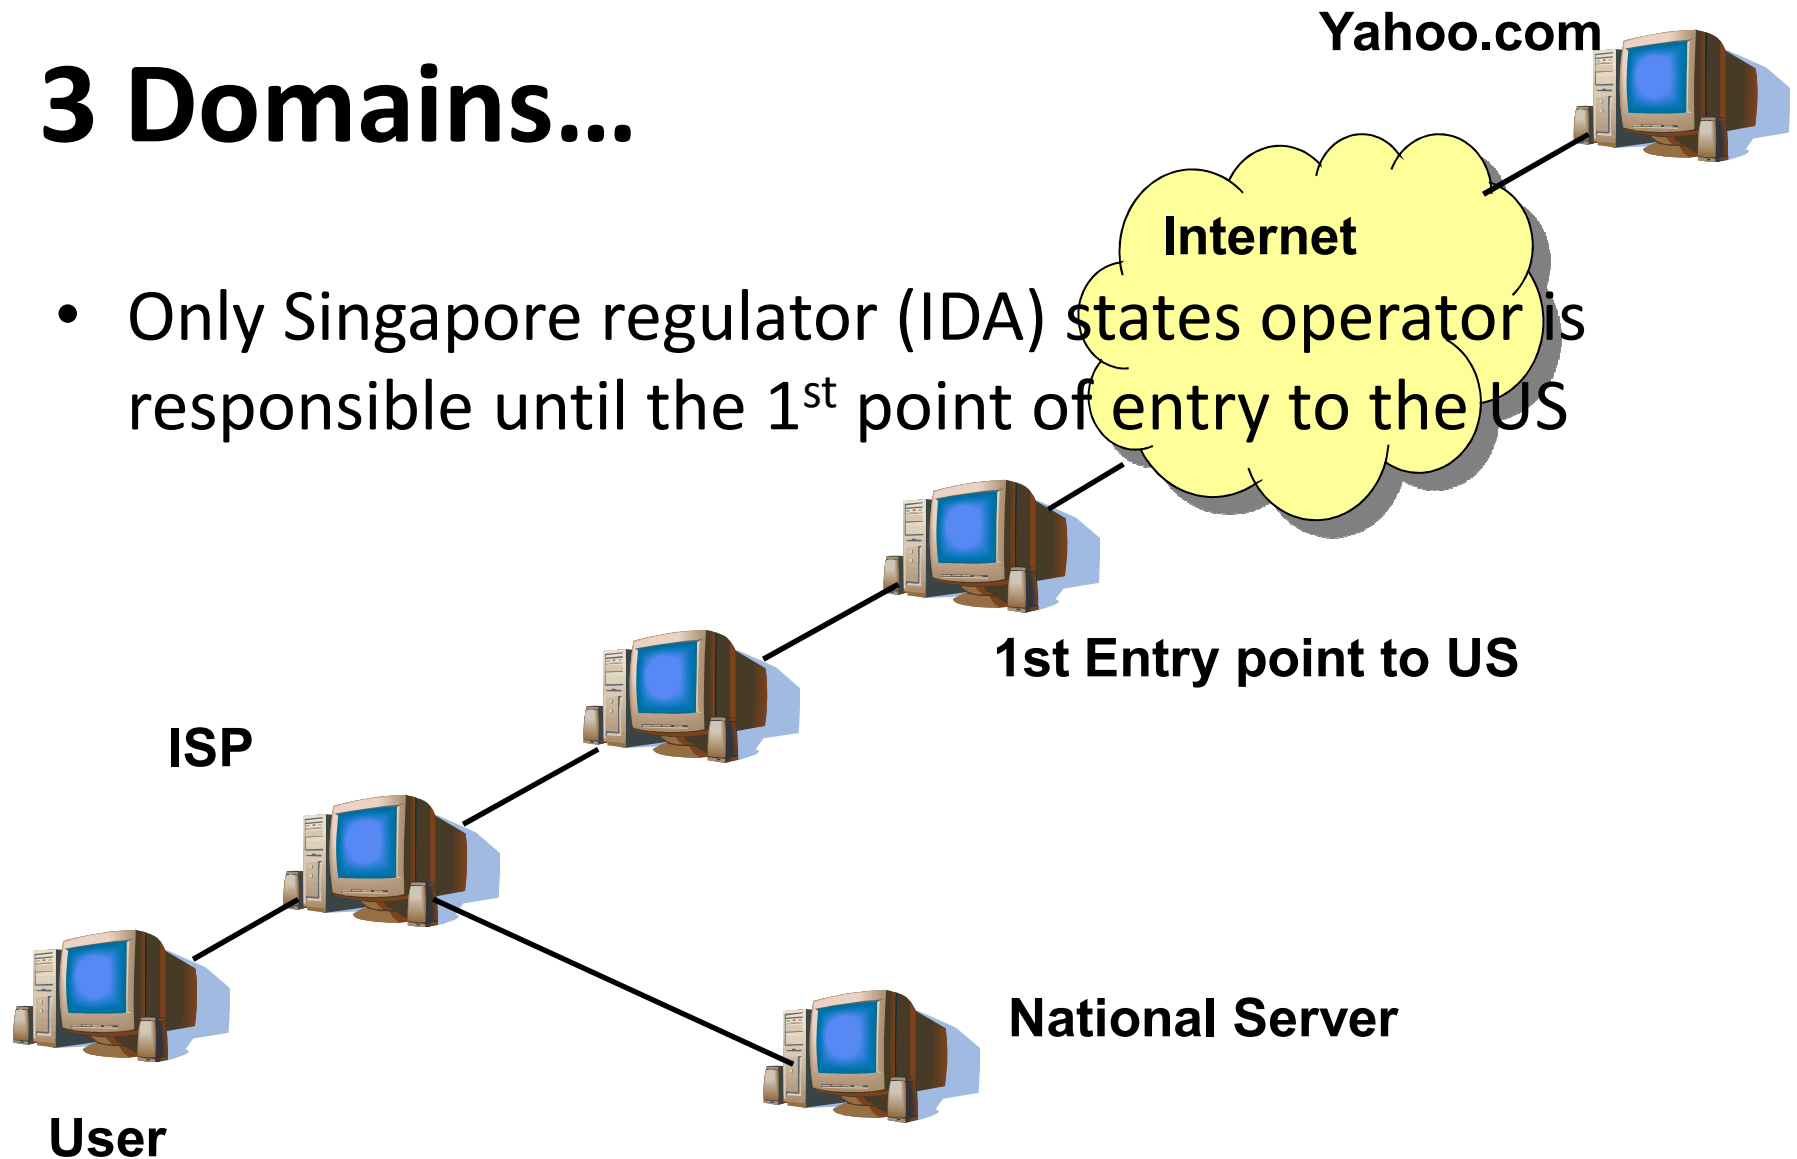 Yahoo.com
3 Domains…
Internet
• Only Singapore regulator (IDA) states operator is
responsible until the 1st point of entry to the US
1st Entry point to US
ISP
National Server
User